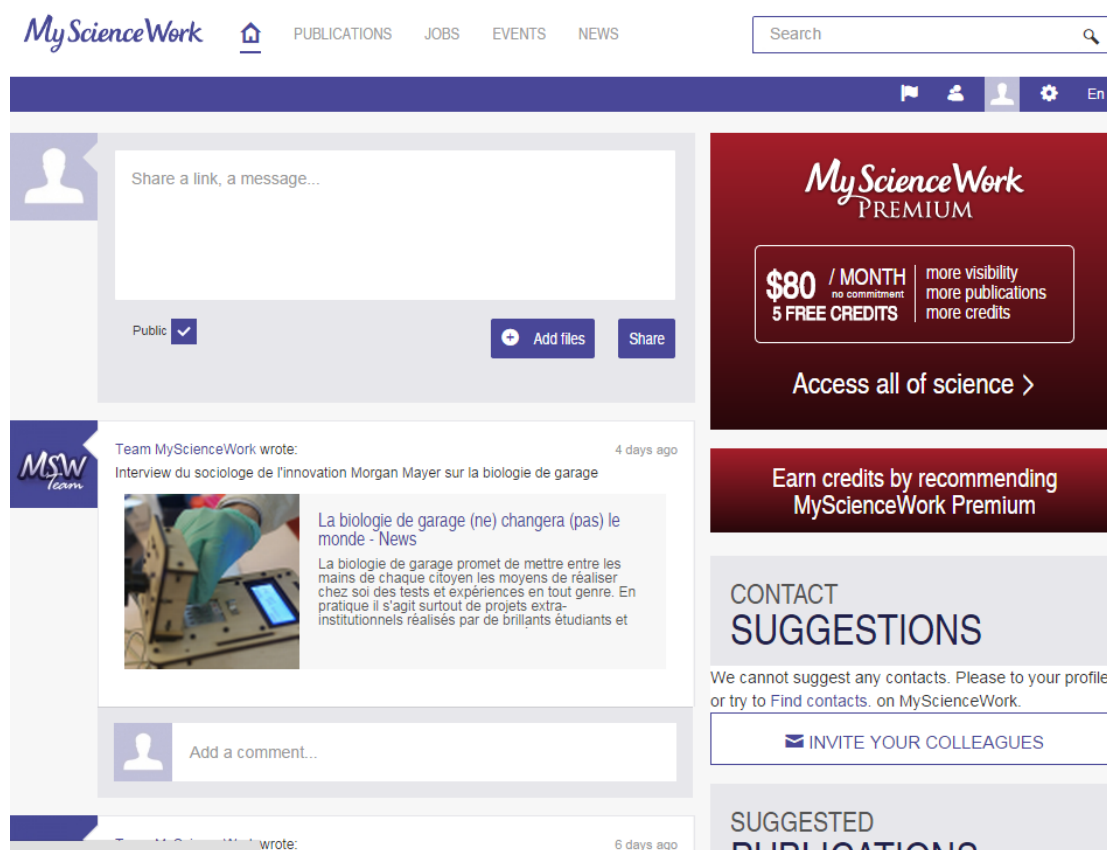 MyScienceWork
PUBLICATIONS JOBS EVENTS NEWS
Search
En
Share a link, a message...
Public
Add files
Share
MyScienceWork
PREMIUM
$80 / MONTH
no commitment
5 FREE CREDITS
more visibility
more publications
more credits
Access all of science >
MSW
Team
Team MyScienceWork wrote:
4 days ago
Interview du sociologe de l'innovation Morgan Mayer sur la biologie de garage
La biologie de garage (ne) changera (pas) le
monde - News
La biologie de garage promet de mettre entre les
mains de chaque citoyen les moyens de réaliser
chez soi des tests et expériences en tout genre. En
pratique il s'agit surtout de projets extra-
institutionnels réalisés par de brillants étudiants et
Earn credits by recommending
MyScienceWork Premium
CONTACT
SUGGESTIONS
We cannot suggest any contacts. Please to your profile
or try to Find contacts. on MyScienceWork.
INVITE YOUR COLLEAGUES
Add a comment...
wrote:
6 days ago
SUGGESTED
PUBLICATIONS